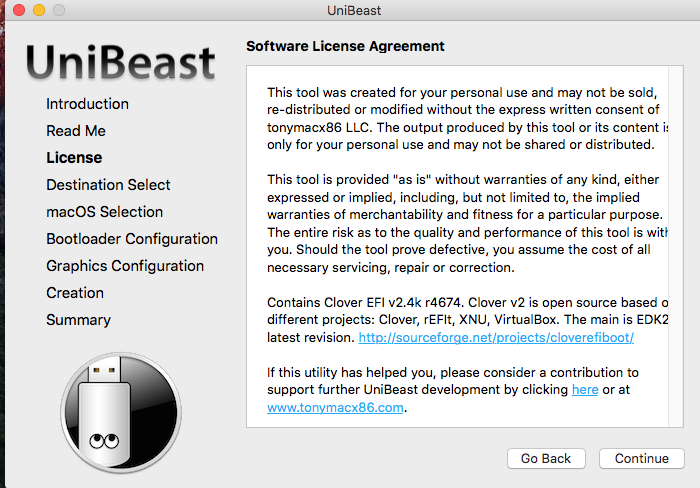 UniBeast
UniBeast
Introduction
Read Me
License
Destination Select
macOS Selection
Bootloader Configuration
Graphics Configuration
Creation
Summary
Software License Agreement
This tool was created for your personal use and may not be sold,
re-distributed or modified without the express written consent of
tonymacx86 LLC. The output produced by this tool or its content is
only for your personal use and may not be shared or distributed.
This tool is provided "as is" without warranties of any kind, either
expressed or implied, including, but not limited to, the implied
warranties of merchantability and fitness for a particular purpose.
The entire risk as to the quality and performance of this tool is with
you. Should the tool prove defective, you assume the cost of all
necessary servicing, repair or correction.
Contains Clover EFI v2.4k r4674. Clover v2 is open source based o
different projects: Clover, rEFIt, XNU, VirtualBox. The main is EDK2
latest revision. http://sourceforge.net/projects/cloverefiboot/
If this utility has helped you, please consider a contribution to
support further UniBeast development by clicking here or at
www.tonymacx86.com.
Go Back
Continue